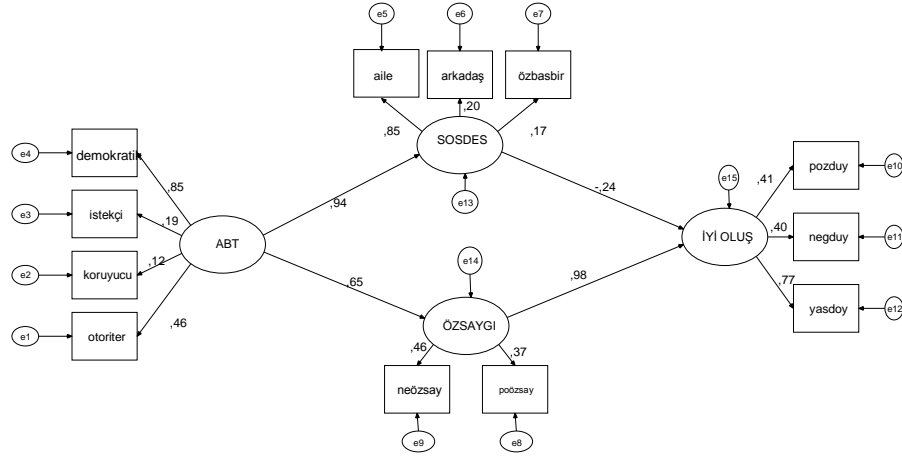 e5
e6
e7
aile
arkadaş
özbasbir
,85
,20
,17
SOSDES
e13
e4
demokratik
,85
e3
istekçi
,19
e2
koruyucu
,12
e1
otoriter
,46
ABT
,94
,65
-,24
,98
e14
ÖZSAYGI
,46
,37
neözsay
poözsay
e9
e8
e15
İYİ OLUŞ
,41
,40
,77
pozduy
e10
negduy
e11
yasdoy
e12